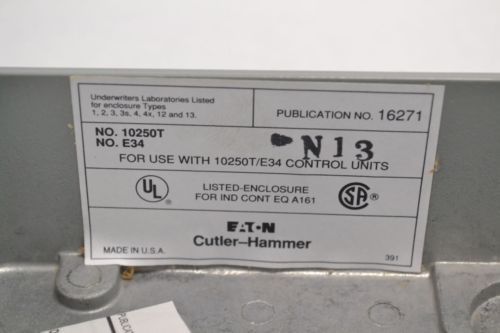 Underwriters Laboratories Listed
for enclosure Types
1, 2, 3, 3s, 4, 4x, 12 and 13.
PUBLICATION NO. 16271
NO. 10250T
NO. E34
N13
FOR USE WITH 10250T/E34 CONTROL UNITS
UL
LISTED-ENCLOSURE
FOR IND CONT EQ A161
SA
EATON
Cutler-Hammer
MADE IN U.S.A.
391